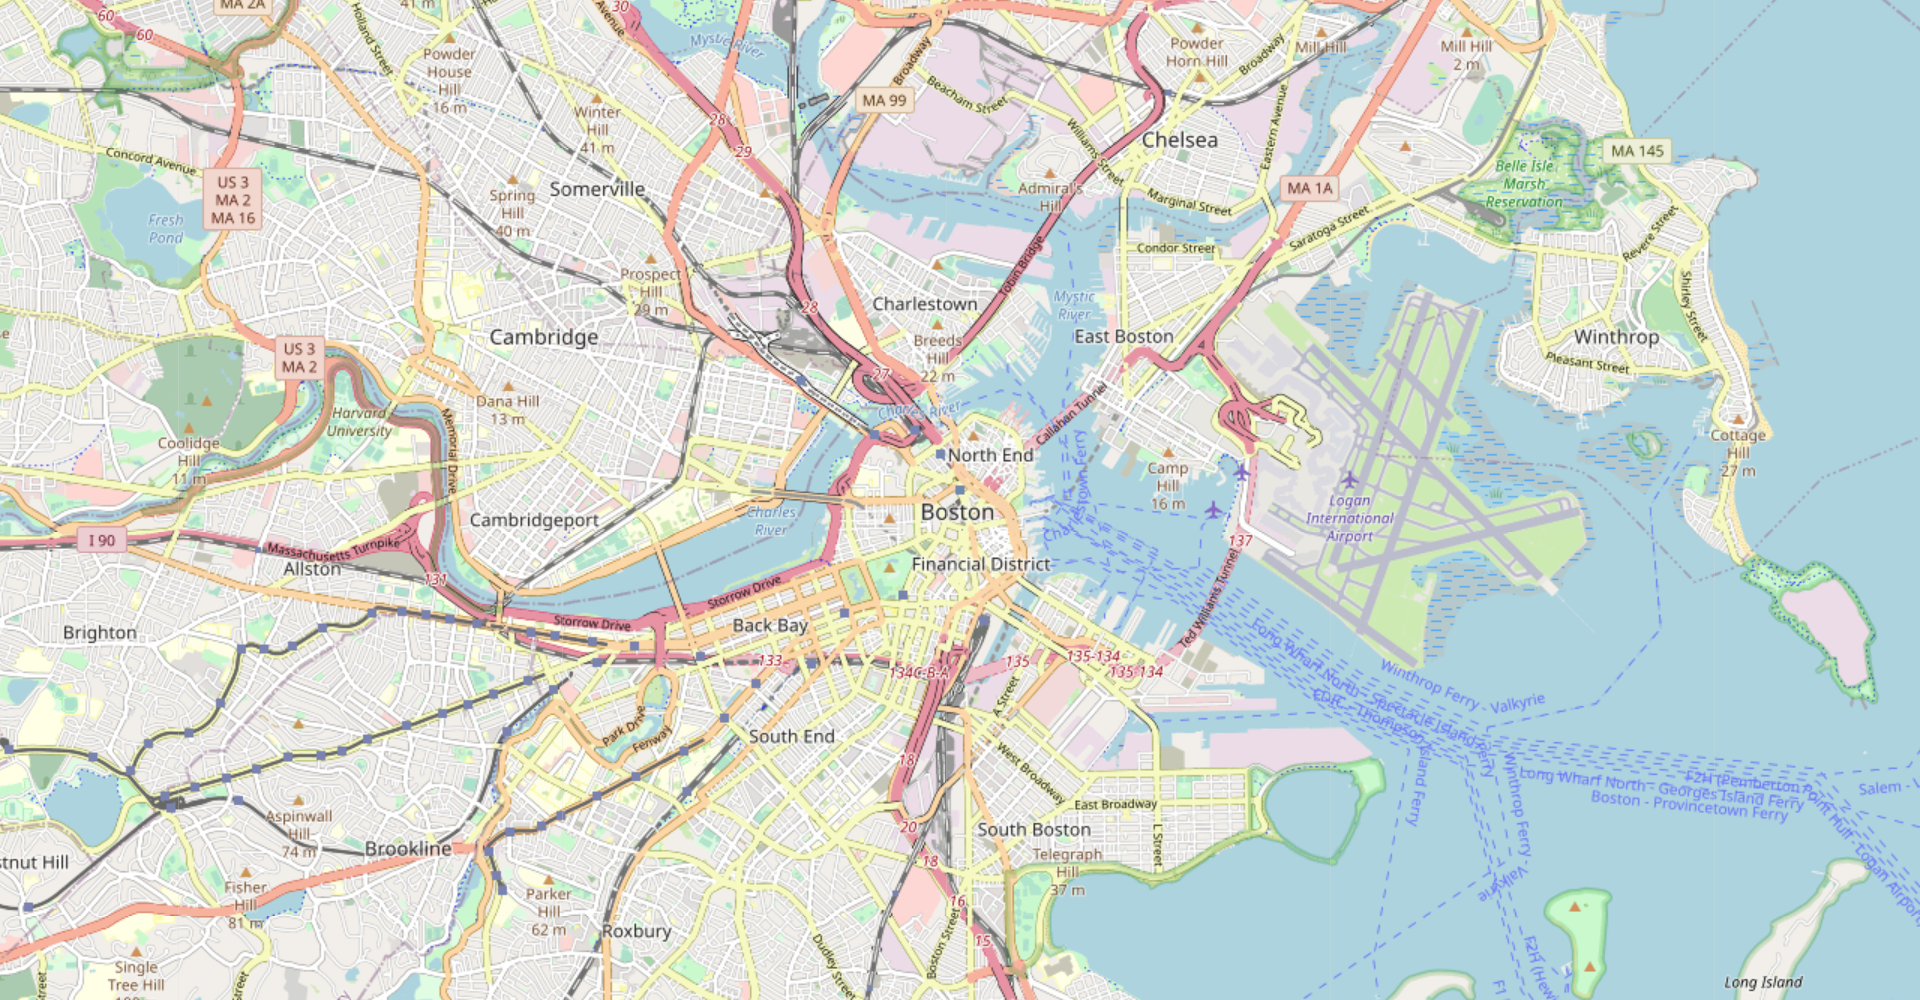 60
60
MA 2A
41 m
30
Avenue
Holland Street
Powder
House
Hill
16 m
Mystic River
Broadway
MA 99
Beacham Street
Powder
Horn Hill
Broadway
Mill Hill
Mill Hill
2 m
Winter
Hill
41 m
28
29
Williams Street
Chelsea
Eastern Avenue
MA 145
Concord Avenue
US 3
MA 2
MA 16
Spring
Hill
40 m
Somerville
Admiral's
Hill
Marginal Street
MA 1A
Belle Isle
Marsh
Reservation
Fresh
Pond
Saratoga Street
Revere Street
Condor Street
Tobin Bridge
Prospect
Hill
29 m
28
Charlestown
Mystic
River
Shirley Street
Cambridge
Breeds
Hill
22 m
East Boston
Winthrop
Pleasant Street
US 3
MA 2
27
Dana Hill
13 m
Harvard
University
Memorial Drive
Charles River
Callahan Tunnel
Coolidge
Hill
11 m
North End
Charlestown Ferry
Camp
Hill
16 m
Cottage
Hill
27 m
Logan
International
Airport
Cambridgeport
Charles
River
Boston
I 90
Massachusetts Turnpike
137
Allston
131
Financial District
Storrow Drive
Storrow Drive
Back Bay
Ted Williams Tunnel
Brighton
133
134C-B-A
135
135-134
135-134
Long Wharf North - Spectacle Island Ferry
Winthrop Ferry - Valkyrie
EDIC - Thompson Island Ferry
A Street
Park Drive
Fenway
South End
18
West Broadway
Winthrop Ferry - Valkyrie
F2H (Pemberton Point Hull - Logan Airport
Long Wharf North - Georges Island Ferry
Boston - Provincetown Ferry
Salem -
East Broadway
Aspinwall
Hill
74 m
20
South Boston
L Street
Brookline
stnut Hill
18
Telegraph
Hill
37 m
Fisher
Hill
81 m
Parker
Hill
62 m
16
Roxbury
15
Dudley Street
Boston Street
F2H (Hew
F1
Single
Tree Hill
Street
Street
Long Island